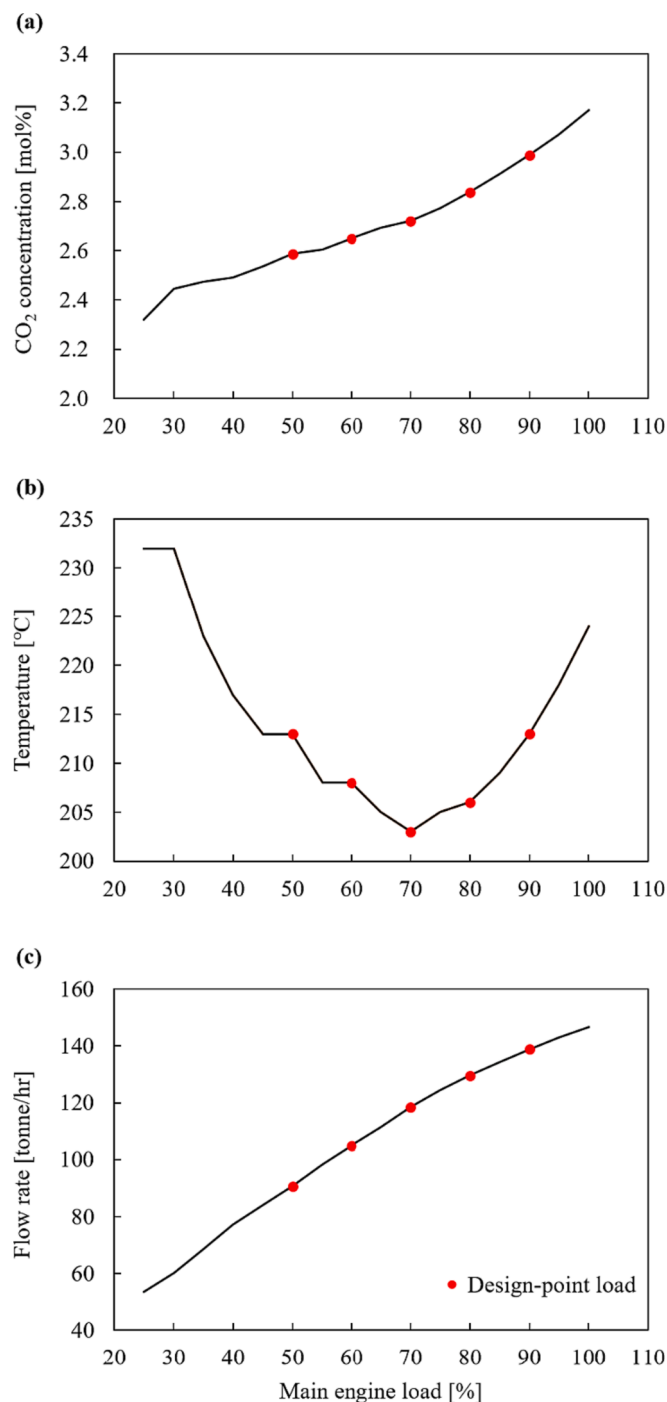 (a)
CO₂ concentration [mol%]
3.4
3.2
3.0
2.8
2.6
2.4
2.2
2.0
20 30 40 50 60 70 80 90 100 110
(b)
Temperature [°C]
235
230
225
220
215
210
205
200
20 30 40 50 60 70 80 90 100 110
(c)
Flow rate [tonne/hr]
160
140
120
100
80
60
40
Design-point load
20 30 40 50 60 70 80 90 100 110
Main engine load [%]